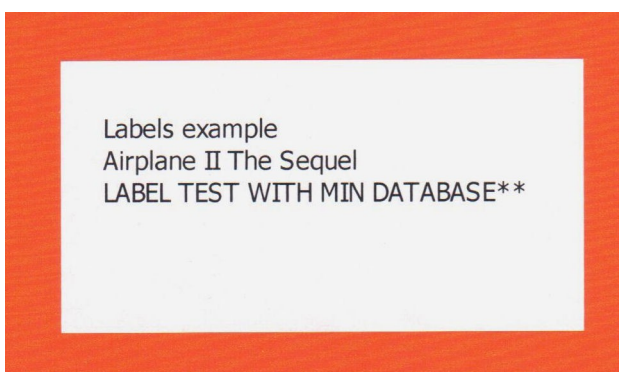 Labels example
Airplane II The Sequel
LABEL TEST WITH MIN DATABASE**